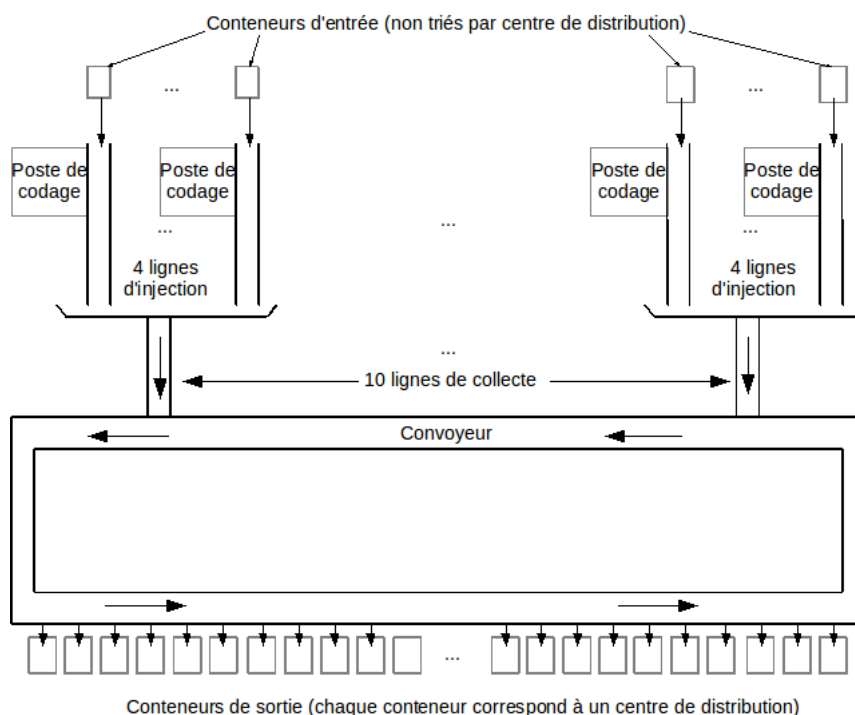 Conteneurs d'entrée (non triés par centre de distribution)
... ...
Poste de codage
Poste de codage
Poste de codage
Poste de codage
... ... ...
4 lignes
d'injection
4 lignes
d'injection
...
10 lignes de collecte
Convoyeur
...
Conteneurs de sortie (chaque conteneur correspond à un centre de distribution)